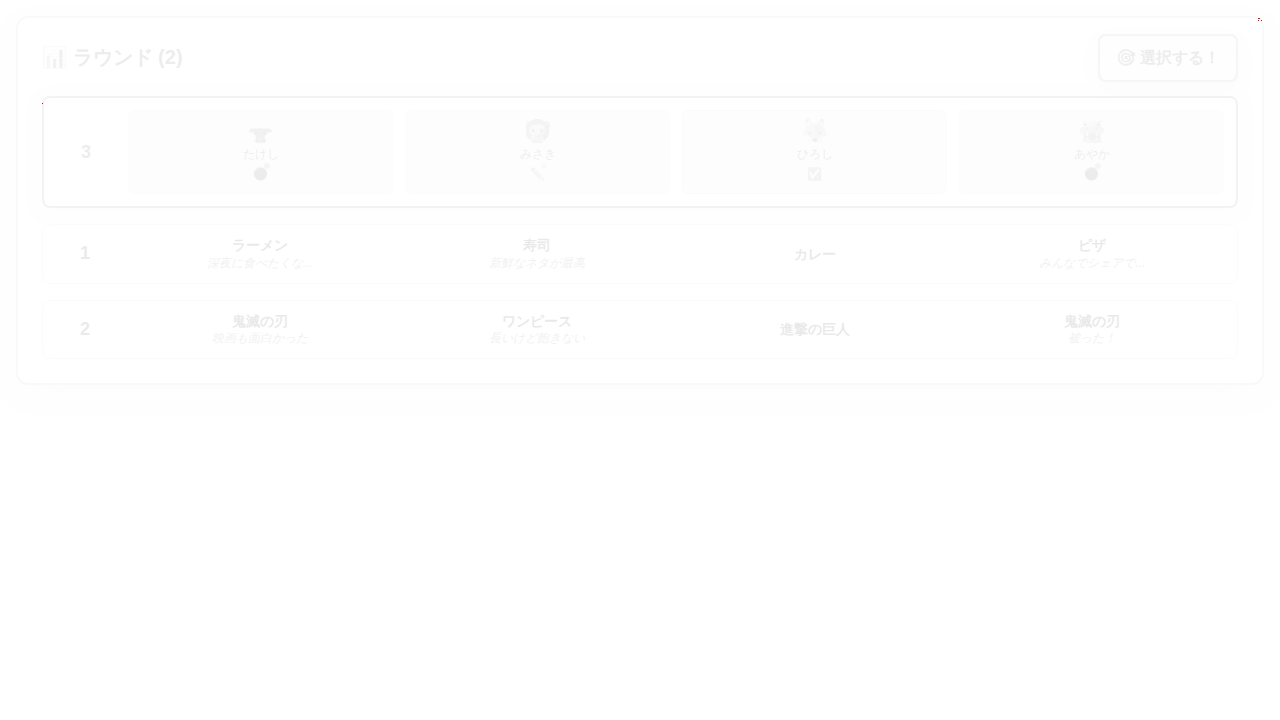 📊 ラウンド (2)
🎯 選択する！
3
たけし
みさき
ひろし
あやか
1
ラーメン
寿司
カレー
ピザ
深夜に食べたくな...
新鮮なネタが最高
みんなでシェアで...
2
鬼滅の刃
ワンピース
進撃の巨人
鬼滅の刃
映画も面白かった
長いけど飽きない
被った！